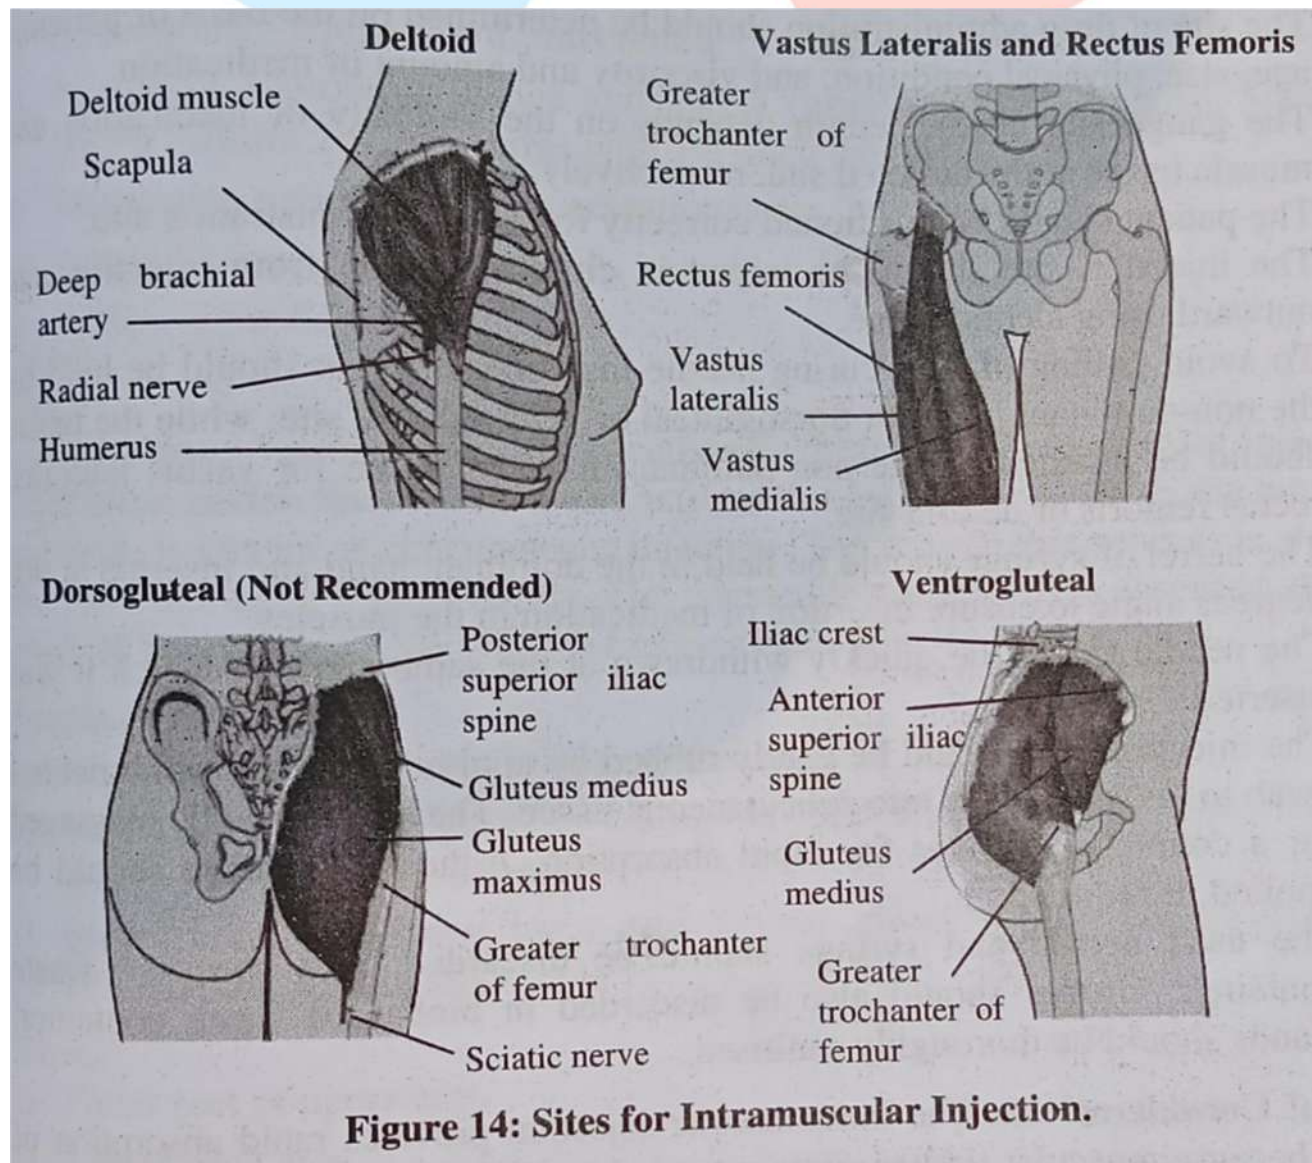 Deltoid
Deltoid muscle
Scapula
Deep brachial
artery
Radial nerve
Humerus
Vastus Lateralis and Rectus Femoris
Greater
trochanter of
femur
Rectus femoris
Vastus
lateralis
Vastus
medialis
Dorsogluteal (Not Recommended)
Posterior
superior iliac
spine
Gluteus medius
Gluteus
maximus
Greater trochanter
of femur
Sciatic nerve
Ventrogluteal
Iliac crest
Anterior
superior iliac
spine
Gluteus
medius
Greater
trochanter of
femur
Figure 14: Sites for Intramuscular Injection.